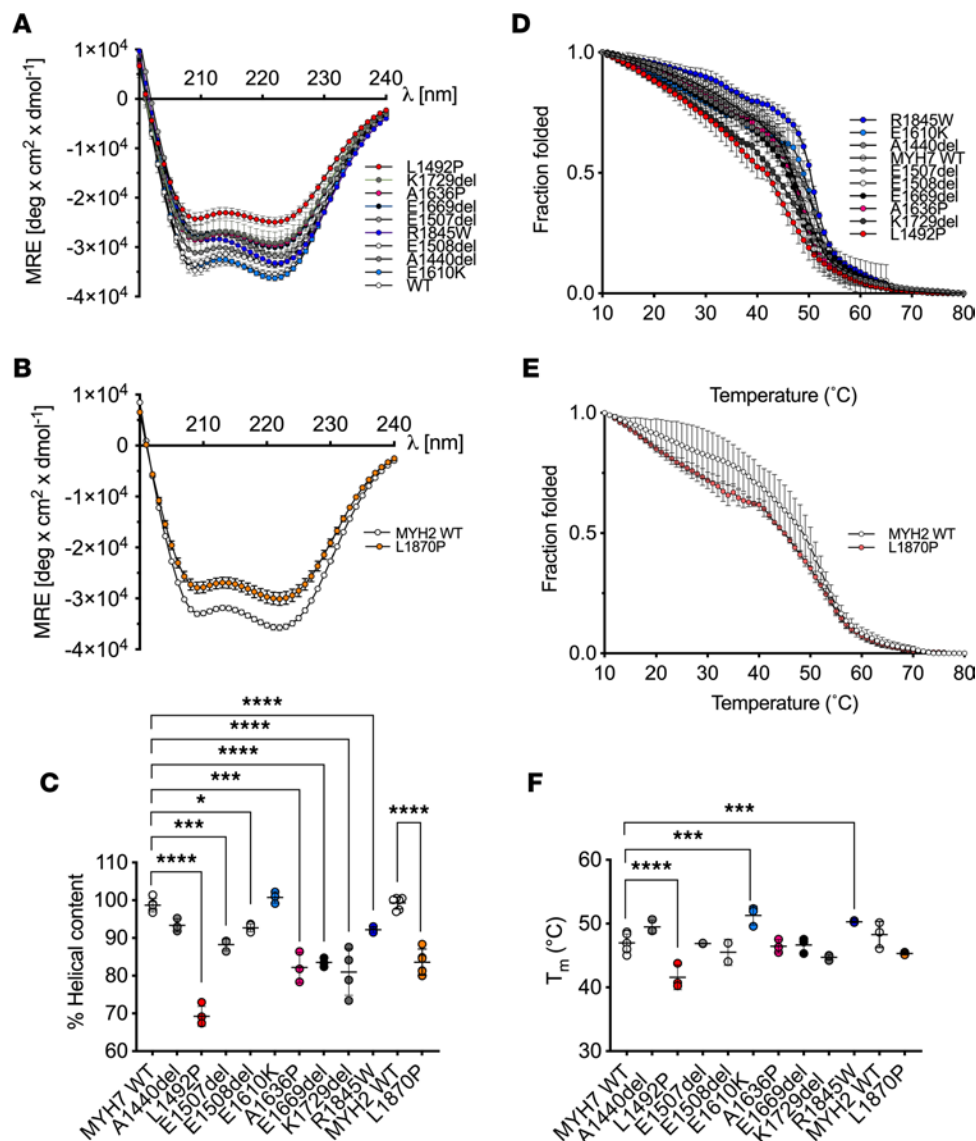 A
1×10⁴
0
-1×10⁴
-2×10⁴
-3×10⁴
-4×10⁴
MRE [deg x cm² x dmol⁻¹]
210 220 230 240
λ [nm]
L1492P
K1729del
A1636P
E1669del
E1507del
R1845W
E1508del
A1440del
E1610K
WT
D
1.0
0.5
0.0
Fraction folded
R1845W
E1610K
A1440del
MYH7 WT
E1507del
E1508del
E1669del
A1636P
K1729del
L1492P
10 20 30 40 50 60 70 80
Temperature (˚C)
B
1×10⁴
0
-1×10⁴
-2×10⁴
-3×10⁴
-4×10⁴
MRE [deg x cm² x dmol⁻¹]
210 220 230 240
λ [nm]
MYH2 WT
L1870P
E
1.0
0.5
0.0
Fraction folded
MYH2 WT
L1870P
10 20 30 40 50 60 70 80
Temperature (˚C)
C
****
****
****
***
*
***
****
****
110
100
90
80
70
60
% Helical content
MYH7 WT
A1440del
L1492P
E1507del
E1508del
E1610K
A1636P
E1669del
K1729del
R1845W
MYH2 WT
L1870P
F
***
***
****
60
50
40
30
Tm (°C)
MYH7 WT
A1440del
L1492P
E1507del
E1508del
E1610K
A1636P
E1669del
K1729del
R1845W
MYH2 WT
L1870P